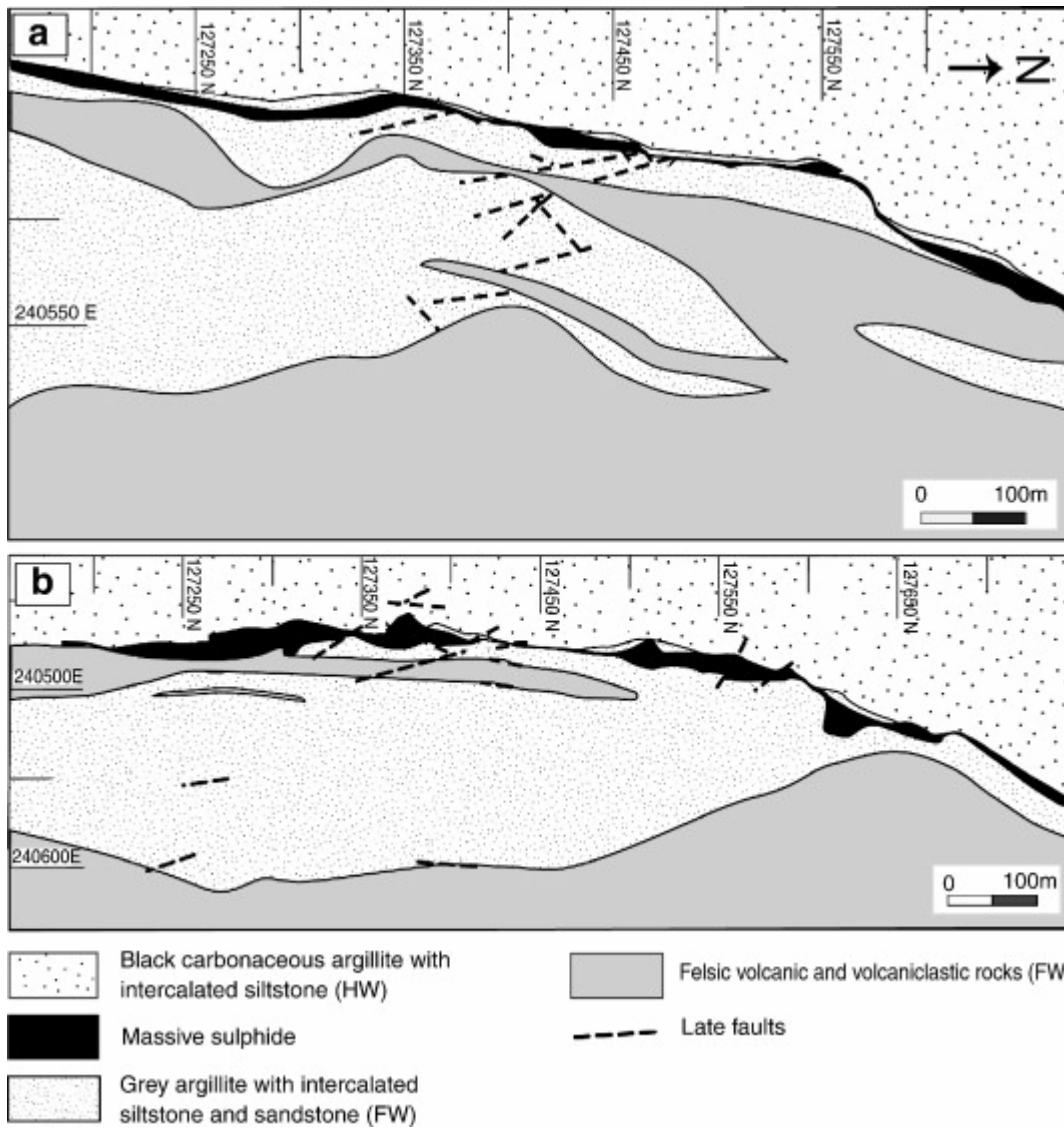 a
127250 N
127350 N
127450 N
127550 N
N
240550 E
0 100m
b
127250 N
127350 N
127450 N
127550 N
127650 N
240500E
240600E
0 100m
Black carbonaceous argillite with
intercalated siltstone (HW)
Massive sulphide
Grey argillite with intercalated
siltstone and sandstone (FW)
Felsic volcanic and volcaniclastic rocks (FW
Late faults